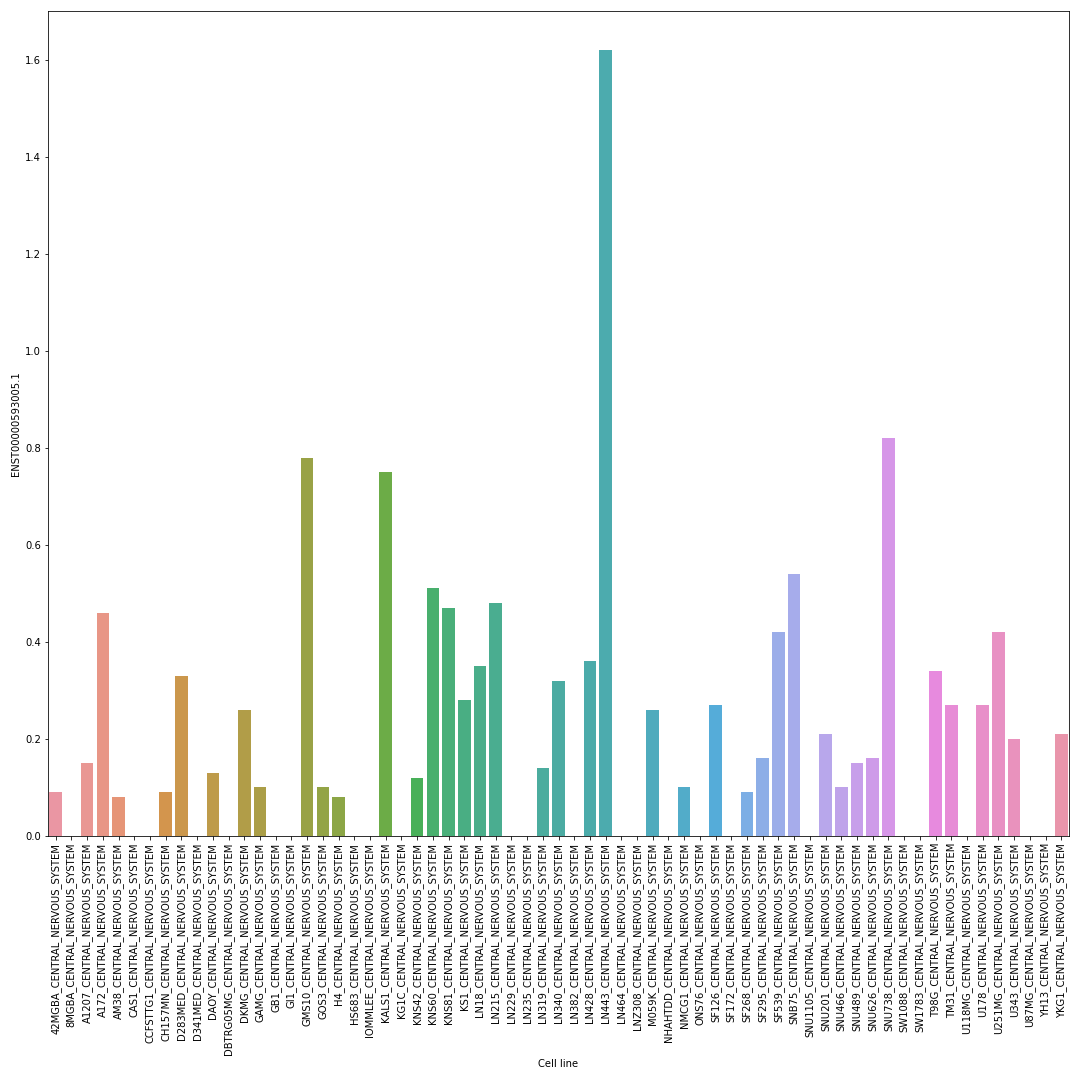 1.6
1.4
1.2
1.0
0.8
0.6
0.4
0.2
0.0
ENST00000593005.1
42MGBA_CENTRAL_NERVOUS_SYSTEM
8MGBA_CENTRAL_NERVOUS_SYSTEM
A1207_CENTRAL_NERVOUS_SYSTEM
A172_CENTRAL_NERVOUS_SYSTEM
AM38_CENTRAL_NERVOUS_SYSTEM
CAS1_CENTRAL_NERVOUS_SYSTEM
CCFSTTG1_CENTRAL_NERVOUS_SYSTEM
CH157MN_CENTRAL_NERVOUS_SYSTEM
D283MED_CENTRAL_NERVOUS_SYSTEM
D341MED_CENTRAL_NERVOUS_SYSTEM
DAOY_CENTRAL_NERVOUS_SYSTEM
DBTRG05MG_CENTRAL_NERVOUS_SYSTEM
DKMG_CENTRAL_NERVOUS_SYSTEM
GAMG_CENTRAL_NERVOUS_SYSTEM
GB1_CENTRAL_NERVOUS_SYSTEM
GI1_CENTRAL_NERVOUS_SYSTEM
GMS10_CENTRAL_NERVOUS_SYSTEM
GOS3_CENTRAL_NERVOUS_SYSTEM
H4_CENTRAL_NERVOUS_SYSTEM
HS683_CENTRAL_NERVOUS_SYSTEM
IOMMLEE_CENTRAL_NERVOUS_SYSTEM
KALS1_CENTRAL_NERVOUS_SYSTEM
KG1C_CENTRAL_NERVOUS_SYSTEM
KNS42_CENTRAL_NERVOUS_SYSTEM
KNS60_CENTRAL_NERVOUS_SYSTEM
KNS81_CENTRAL_NERVOUS_SYSTEM
KS1_CENTRAL_NERVOUS_SYSTEM
LN18_CENTRAL_NERVOUS_SYSTEM
LN215_CENTRAL_NERVOUS_SYSTEM
LN229_CENTRAL_NERVOUS_SYSTEM
LN235_CENTRAL_NERVOUS_SYSTEM
LN319_CENTRAL_NERVOUS_SYSTEM
LN340_CENTRAL_NERVOUS_SYSTEM
LN382_CENTRAL_NERVOUS_SYSTEM
LN428_CENTRAL_NERVOUS_SYSTEM
LN443_CENTRAL_NERVOUS_SYSTEM
LN464_CENTRAL_NERVOUS_SYSTEM
LNZ308_CENTRAL_NERVOUS_SYSTEM
M059K_CENTRAL_NERVOUS_SYSTEM
NHAHTDD_CENTRAL_NERVOUS_SYSTEM
NMCG1_CENTRAL_NERVOUS_SYSTEM
ONS76_CENTRAL_NERVOUS_SYSTEM
SF126_CENTRAL_NERVOUS_SYSTEM
SF172_CENTRAL_NERVOUS_SYSTEM
SF268_CENTRAL_NERVOUS_SYSTEM
SF295_CENTRAL_NERVOUS_SYSTEM
SF539_CENTRAL_NERVOUS_SYSTEM
SNB75_CENTRAL_NERVOUS_SYSTEM
SNU1105_CENTRAL_NERVOUS_SYSTEM
SNU201_CENTRAL_NERVOUS_SYSTEM
SNU466_CENTRAL_NERVOUS_SYSTEM
SNU489_CENTRAL_NERVOUS_SYSTEM
SNU626_CENTRAL_NERVOUS_SYSTEM
SNU738_CENTRAL_NERVOUS_SYSTEM
SW1088_CENTRAL_NERVOUS_SYSTEM
SW1783_CENTRAL_NERVOUS_SYSTEM
T98G_CENTRAL_NERVOUS_SYSTEM
TM31_CENTRAL_NERVOUS_SYSTEM
U118MG_CENTRAL_NERVOUS_SYSTEM
U178_CENTRAL_NERVOUS_SYSTEM
U251MG_CENTRAL_NERVOUS_SYSTEM
U343_CENTRAL_NERVOUS_SYSTEM
U87MG_CENTRAL_NERVOUS_SYSTEM
YH13_CENTRAL_NERVOUS_SYSTEM
YKG1_CENTRAL_NERVOUS_SYSTEM
Cell line